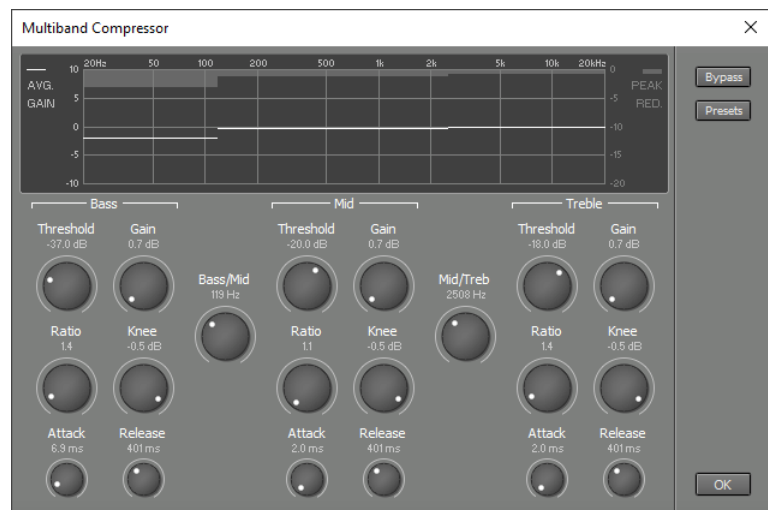 Multiband Compressor
20Hz 50 100 200 500 1k 2k 5k 10k 20kHz
10 0
AVG. PEAK
GAIN 5 -5 RED.
0 -10
-5 -15
-10 -20
Bass Mid Treble
Threshold Gain Threshold Gain Threshold Gain
-37.0 dB 0.7 dB -20.0 dB 0.7 dB -18.0 dB 0.7 dB
Bass/Mid Mid/Treb
119 Hz 2508 Hz
Ratio Knee Ratio Knee Ratio Knee
1.4 -0.5 dB 1.1 -0.5 dB 1.4 -0.5 dB
Attack Release Attack Release Attack Release
6.9 ms 401 ms 2.0 ms 401 ms 2.0 ms 401 ms
Bypass
Presets
OK